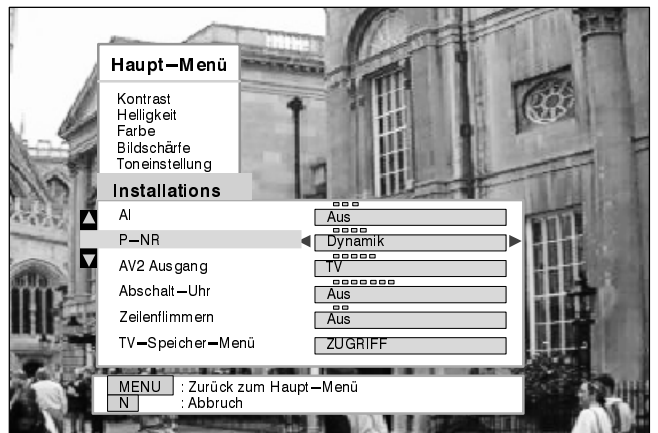 Haupt–Menü
Kontrast
Helligkeit
Farbe
Bildschärfe
Toneinstellung
Installations
AI Aus
P–NR Dynamik
AV2 Ausgang TV
Abschalt–Uhr Aus
Zeilenflimmern Aus
TV–Speicher–Menü ZUGRIFF
MENU : Zurück zum Haupt–Menü
N : Abbruch